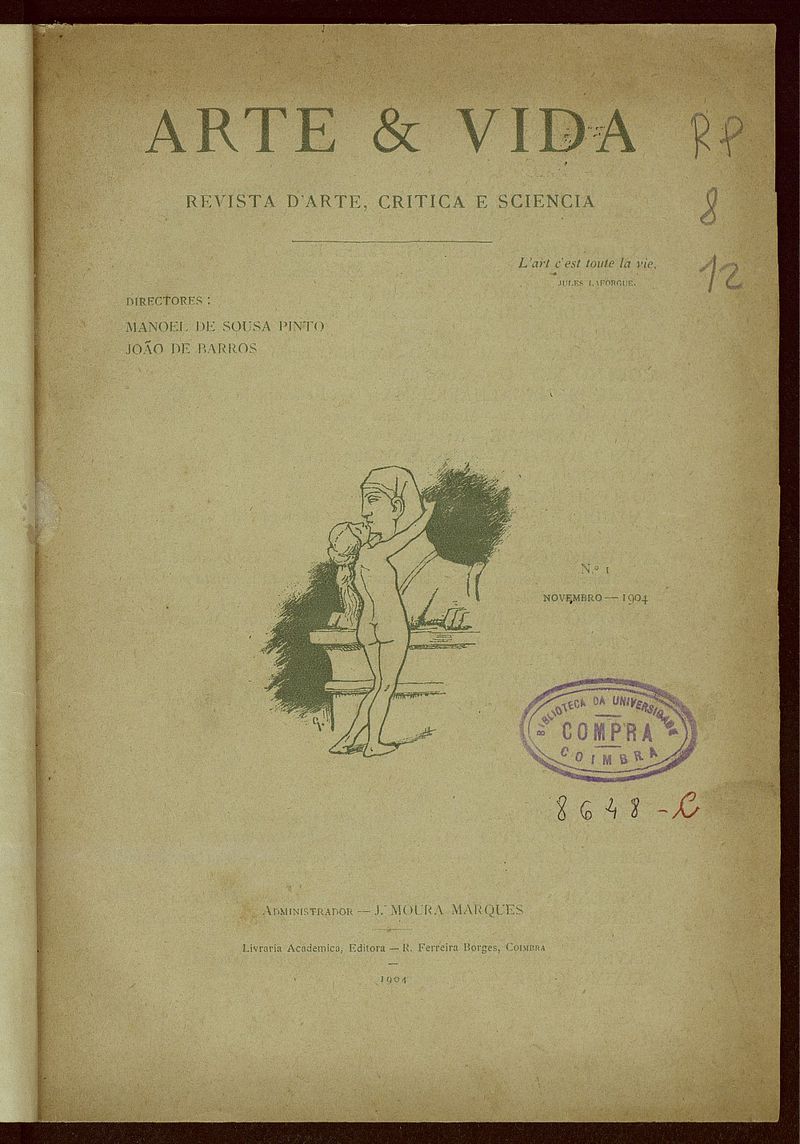 ARTE & VIDA
REVISTA D'ARTE, CRITICA E SCIENCIA
L'art c'est toute la vie.
JULES LAFORGUE.
DIRECTORES :
MANOEL DE SOUSA PINTO
JOÃO DE BARROS
RP
8
12
N.º 1
NOVEMBRO — 1904
BIBLIOTECA DA UNIVERSIDADE
COMPRA
COIMBRA
8648-
ADMINISTRADOR — J. MOURA MARQUES
Livraria Academica, Editora — R. Ferreira Borges, COIMBRA
1904